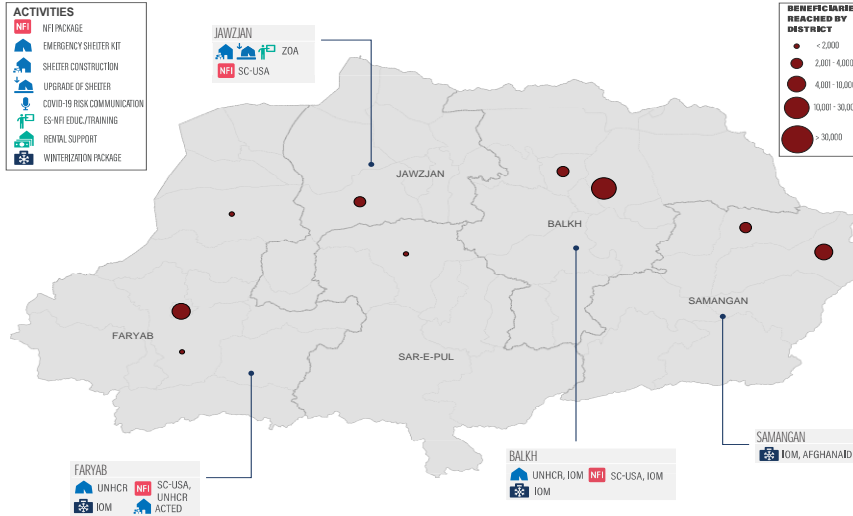 ACTIVITIES
NFI NFI PACKAGE
EMERGENCY SHELTER KIT
SHELTER CONSTRUCTION
UPGRADE OF SHELTER
COVID-19 RISK COMMUNICATION
ES-NFI EDUC./TRAINING
RENTAL SUPPORT
WINTERIZATION PACKAGE
JAWZJAN
ZOA
NFI SC-USA
BENEFICIARIE
REACHED BY
DISTRICT
< 2,000
2,001 - 4,000
4,001 - 10,000
10,001 - 30,00
> 30,000
JAWZJAN
BALKH
SAMANGAN
FARYAB
SAR-E-PUL
FARYAB
UNHCR NFI SC-USA,
UNHCR
IOM ACTED
BALKH
UNHCR, IOM NFI SC-USA, IOM
IOM
SAMANGAN
IOM, AFGHANAID